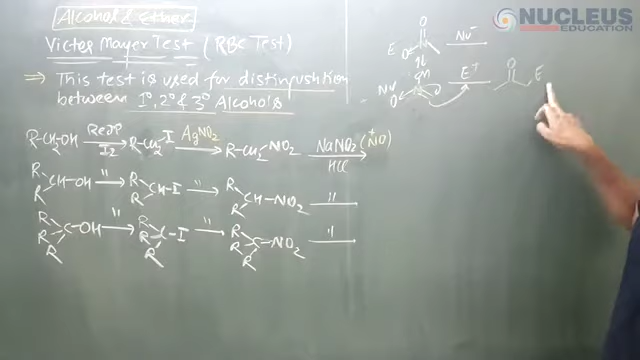 Alcohol & Ether
NUCLEUS
EDUCATION
Victor Mayer Test (RBC Test)
⇒ This test is used for distingushtion
between 1°, 2° & 3° Alcohols
R-CH2-OH Red P I2 → R-CH2-I AgNO2 → R-CH2-NO2 NaNO2 HCl → (N+O)
R R CH-OH " → R R CH-I " → R R CH-NO2 " →
R R R C-OH " → R R R C-I " → R R R C-NO2 " →
E O O Nu- →
Nu O O E+ → O E